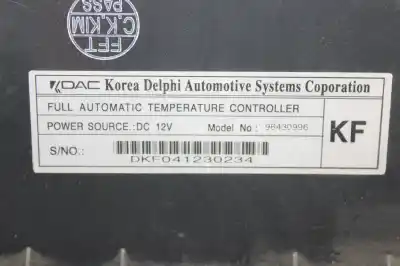 FFT
C.K.KIM
PASS
KDAC Korea Delphi Automotive Systems Coporation
FULL AUTOMATIC TEMPERATURE CONTROLLER
POWER SOURCE.:DC 12V Model No.: 96430996
KF
S/NO.:
DKF041230234